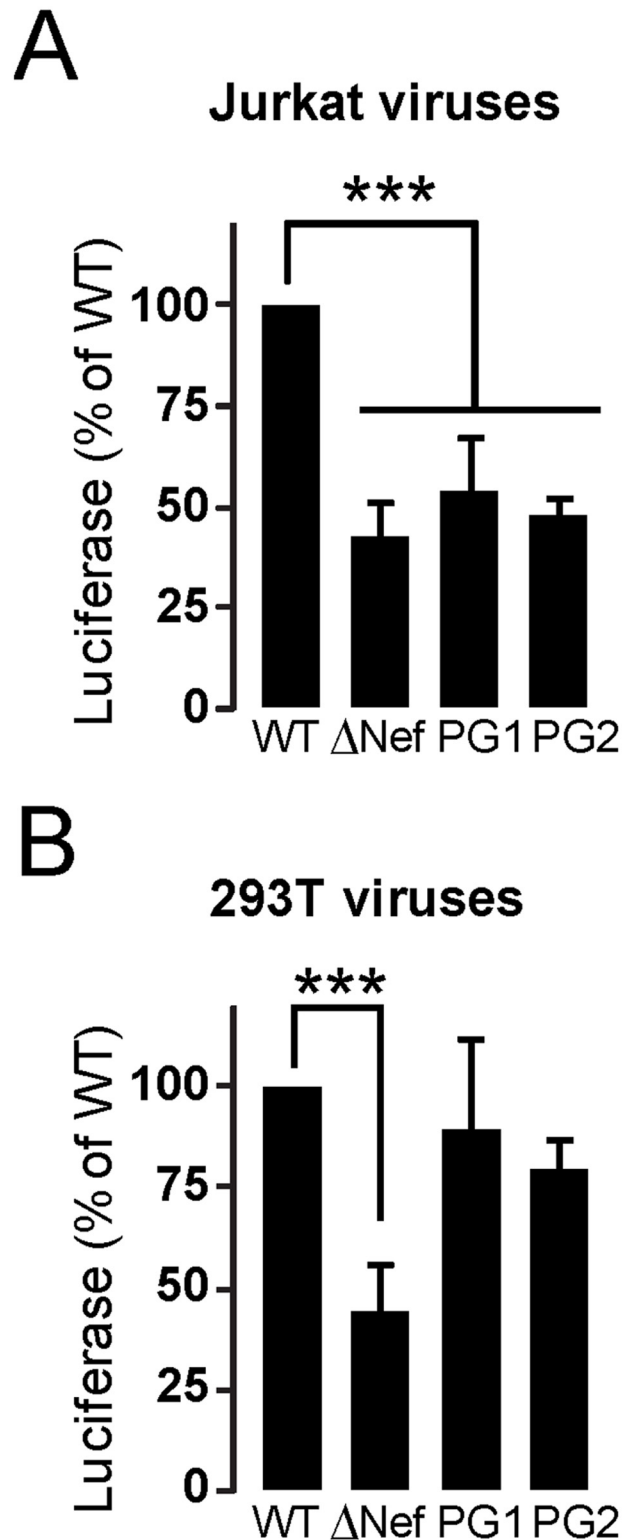 A
Jurkat viruses
***
Luciferase (% of WT)
100
75
50
25
0
WT ΔNef PG1 PG2
B
293T viruses
***
Luciferase (% of WT)
100
75
50
25
0
WT ΔNef PG1 PG2